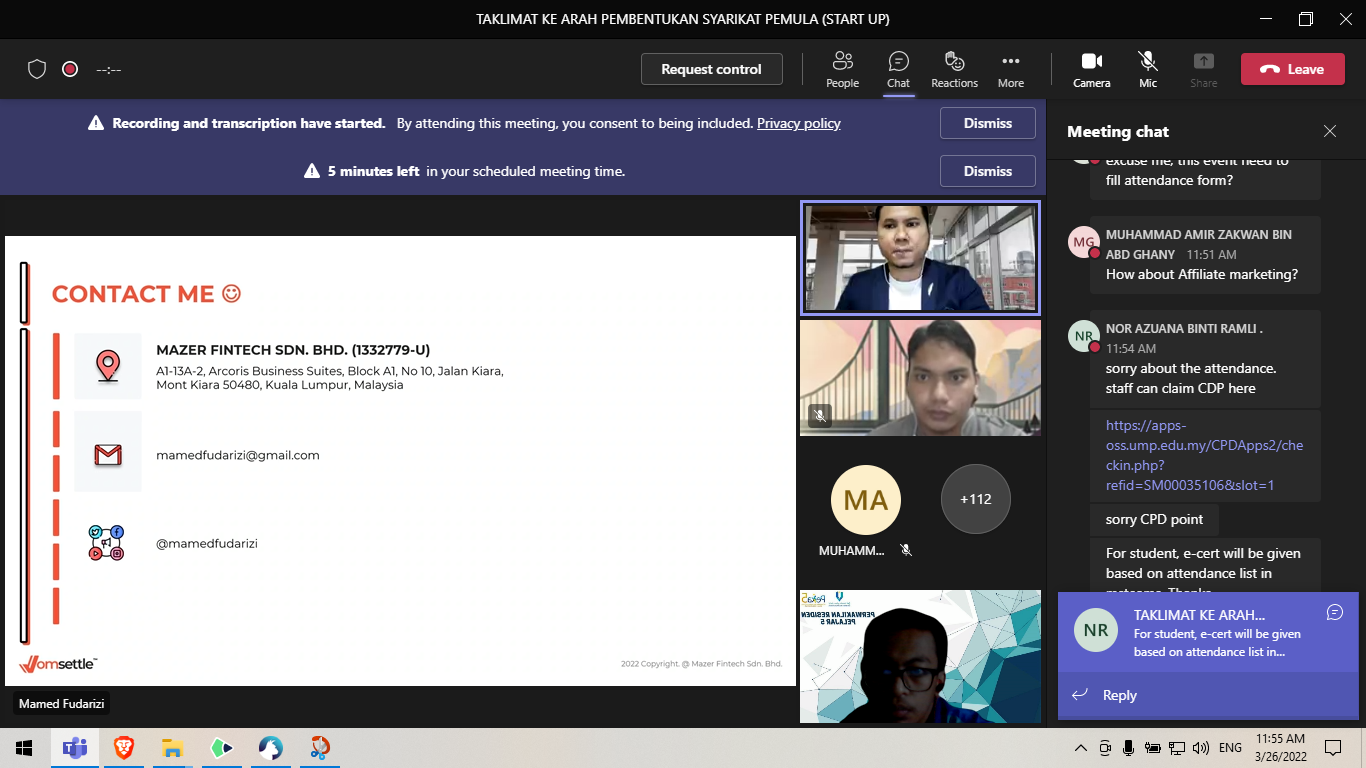 TAKLIMAT KE ARAH PEMBENTUKAN SYARIKAT PEMULA (START UP)
--:--
Request control
People
Chat
Reactions
More
Camera
Mic
Share
Leave
Recording and transcription have started. By attending this meeting, you consent to being included. Privacy policy
Dismiss
5 minutes left in your scheduled meeting time.
Dismiss
CONTACT ME
MAZER FINTECH SDN. BHD. (1332779-U)
A1-13A-2, Arcoris Business Suites, Block A1, No 10, Jalan Kiara,
Mont Kiara 50480, Kuala Lumpur, Malaysia
mamedfudarizi@gmail.com
@mamedfudarizi
omsettle™
2022 Copyright. @ Mazer Fintech Sdn. Bhd.
Mamed Fudarizi
MA
+112
MUHAMM...
PERWAKILAN RESIDEN
PELAJAR 5
Meeting chat
excuse me, this event need to
fill attendance form?
MG
MUHAMMAD AMIR ZAKWAN BIN
ABD GHANY 11:51 AM
How about Affiliate marketing?
NR
NOR AZUANA BINTI RAMLI .
11:54 AM
sorry about the attendance.
staff can claim CDP here
https://apps-
oss.ump.edu.my/CPDApps2/che
ckin.php?
refid=SM00035106&slot=1
sorry CPD point
For student, e-cert will be given
based on attendance list in
NR
TAKLIMAT KE ARAH...
For student, e-cert will be given
based on attendance list in...
Reply
ENG
11:55 AM
3/26/2022